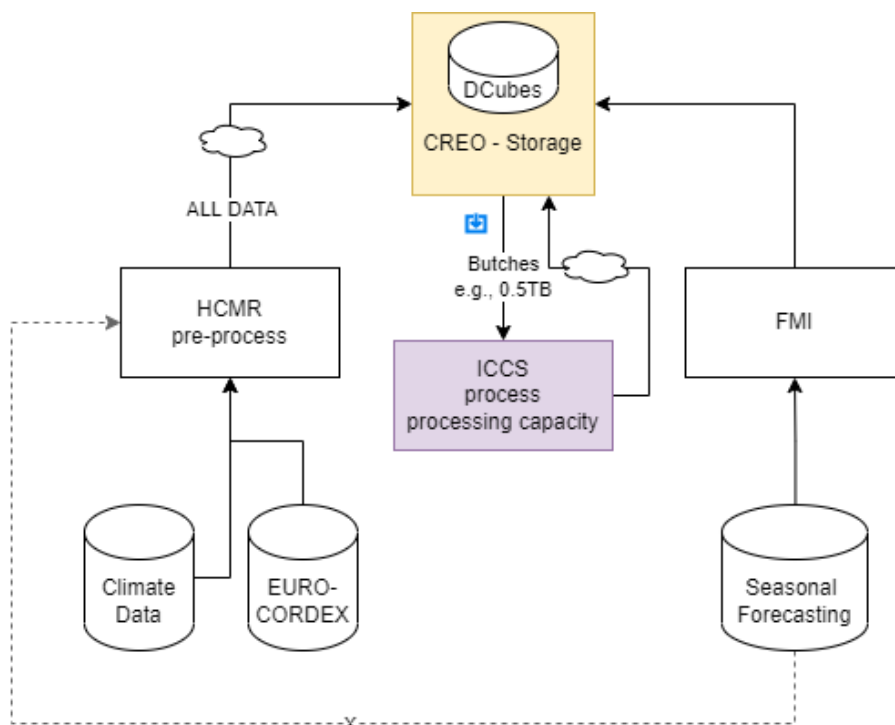 DCubes
CREO - Storage
ALL DATA
Butches
e.g., 0.5TB
HCMR
pre-process
ICCS
process
processing capacity
FMI
Climate
Data
EURO-
CORDEX
Seasonal
Forecasting
X